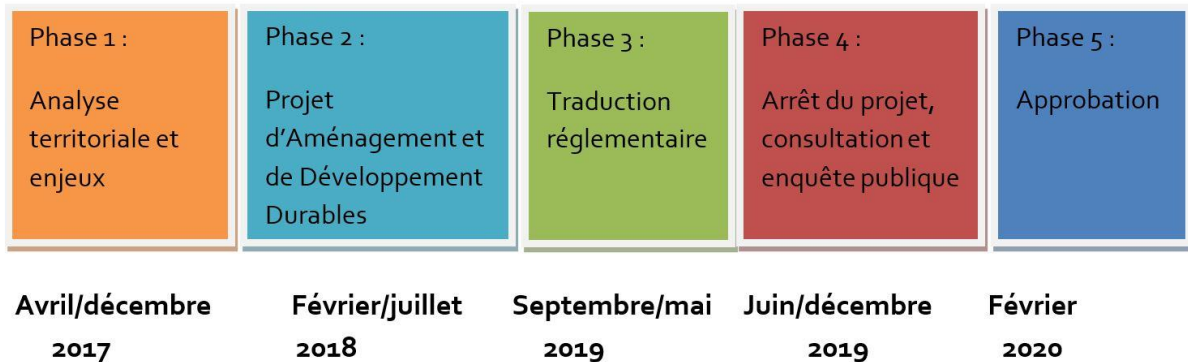 Phase 1 :
Analyse
territoriale et
enjeux
Phase 2 :
Projet
d’Aménagement et
de Développement
Durables
Phase 3 :
Traduction
réglementaire
Phase 4 :
Arrêt du projet,
consultation et
enquête publique
Phase 5 :
Approbation
Avril/décembre
2017
Février/juillet
2018
Septembre/mai
2019
Juin/décembre
2019
Février
2020